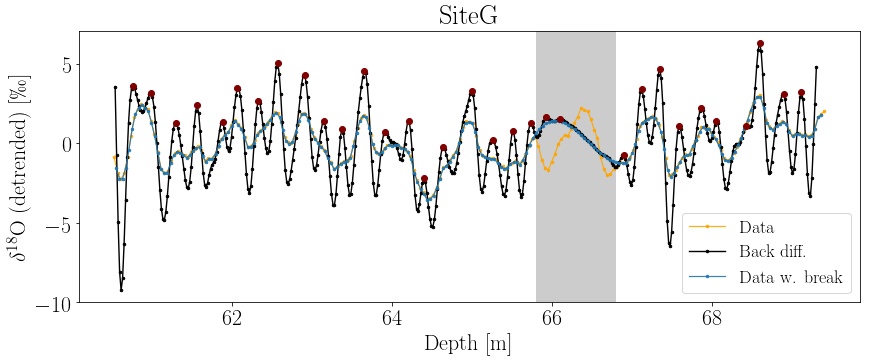 SiteG
5
0
−5
−10
δ¹⁸O (detrended) [‰]
62 64 66 68
Depth [m]
Data
Back diff.
Data w. break